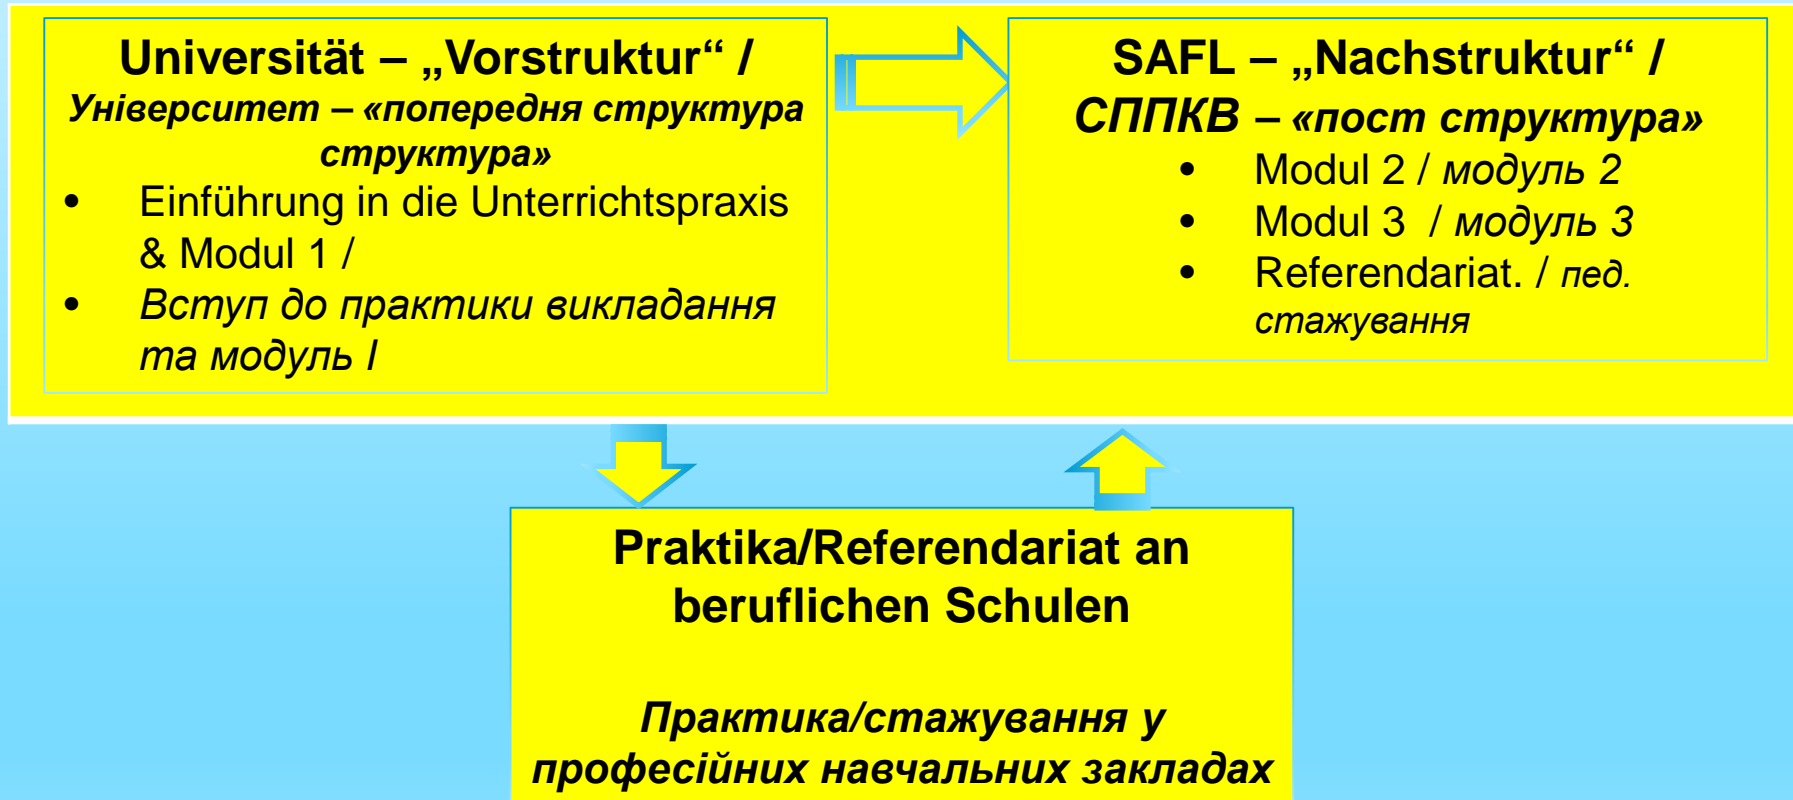 Universität – „Vorstruktur“ /
Університет – «попередня структура
структура»
• Einführung in die Unterrichtspraxis
& Modul 1 /
• Вступ до практики викладання
та модуль І
SAFL – „Nachstruktur“ /
СППКВ – «пост структура»
• Modul 2 / модуль 2
• Modul 3 / модуль 3
• Referendariat. / пед.
стажування
Praktika/Referendariat an
beruflichen Schulen
Практика/стажування у
професійних навчальних закладах